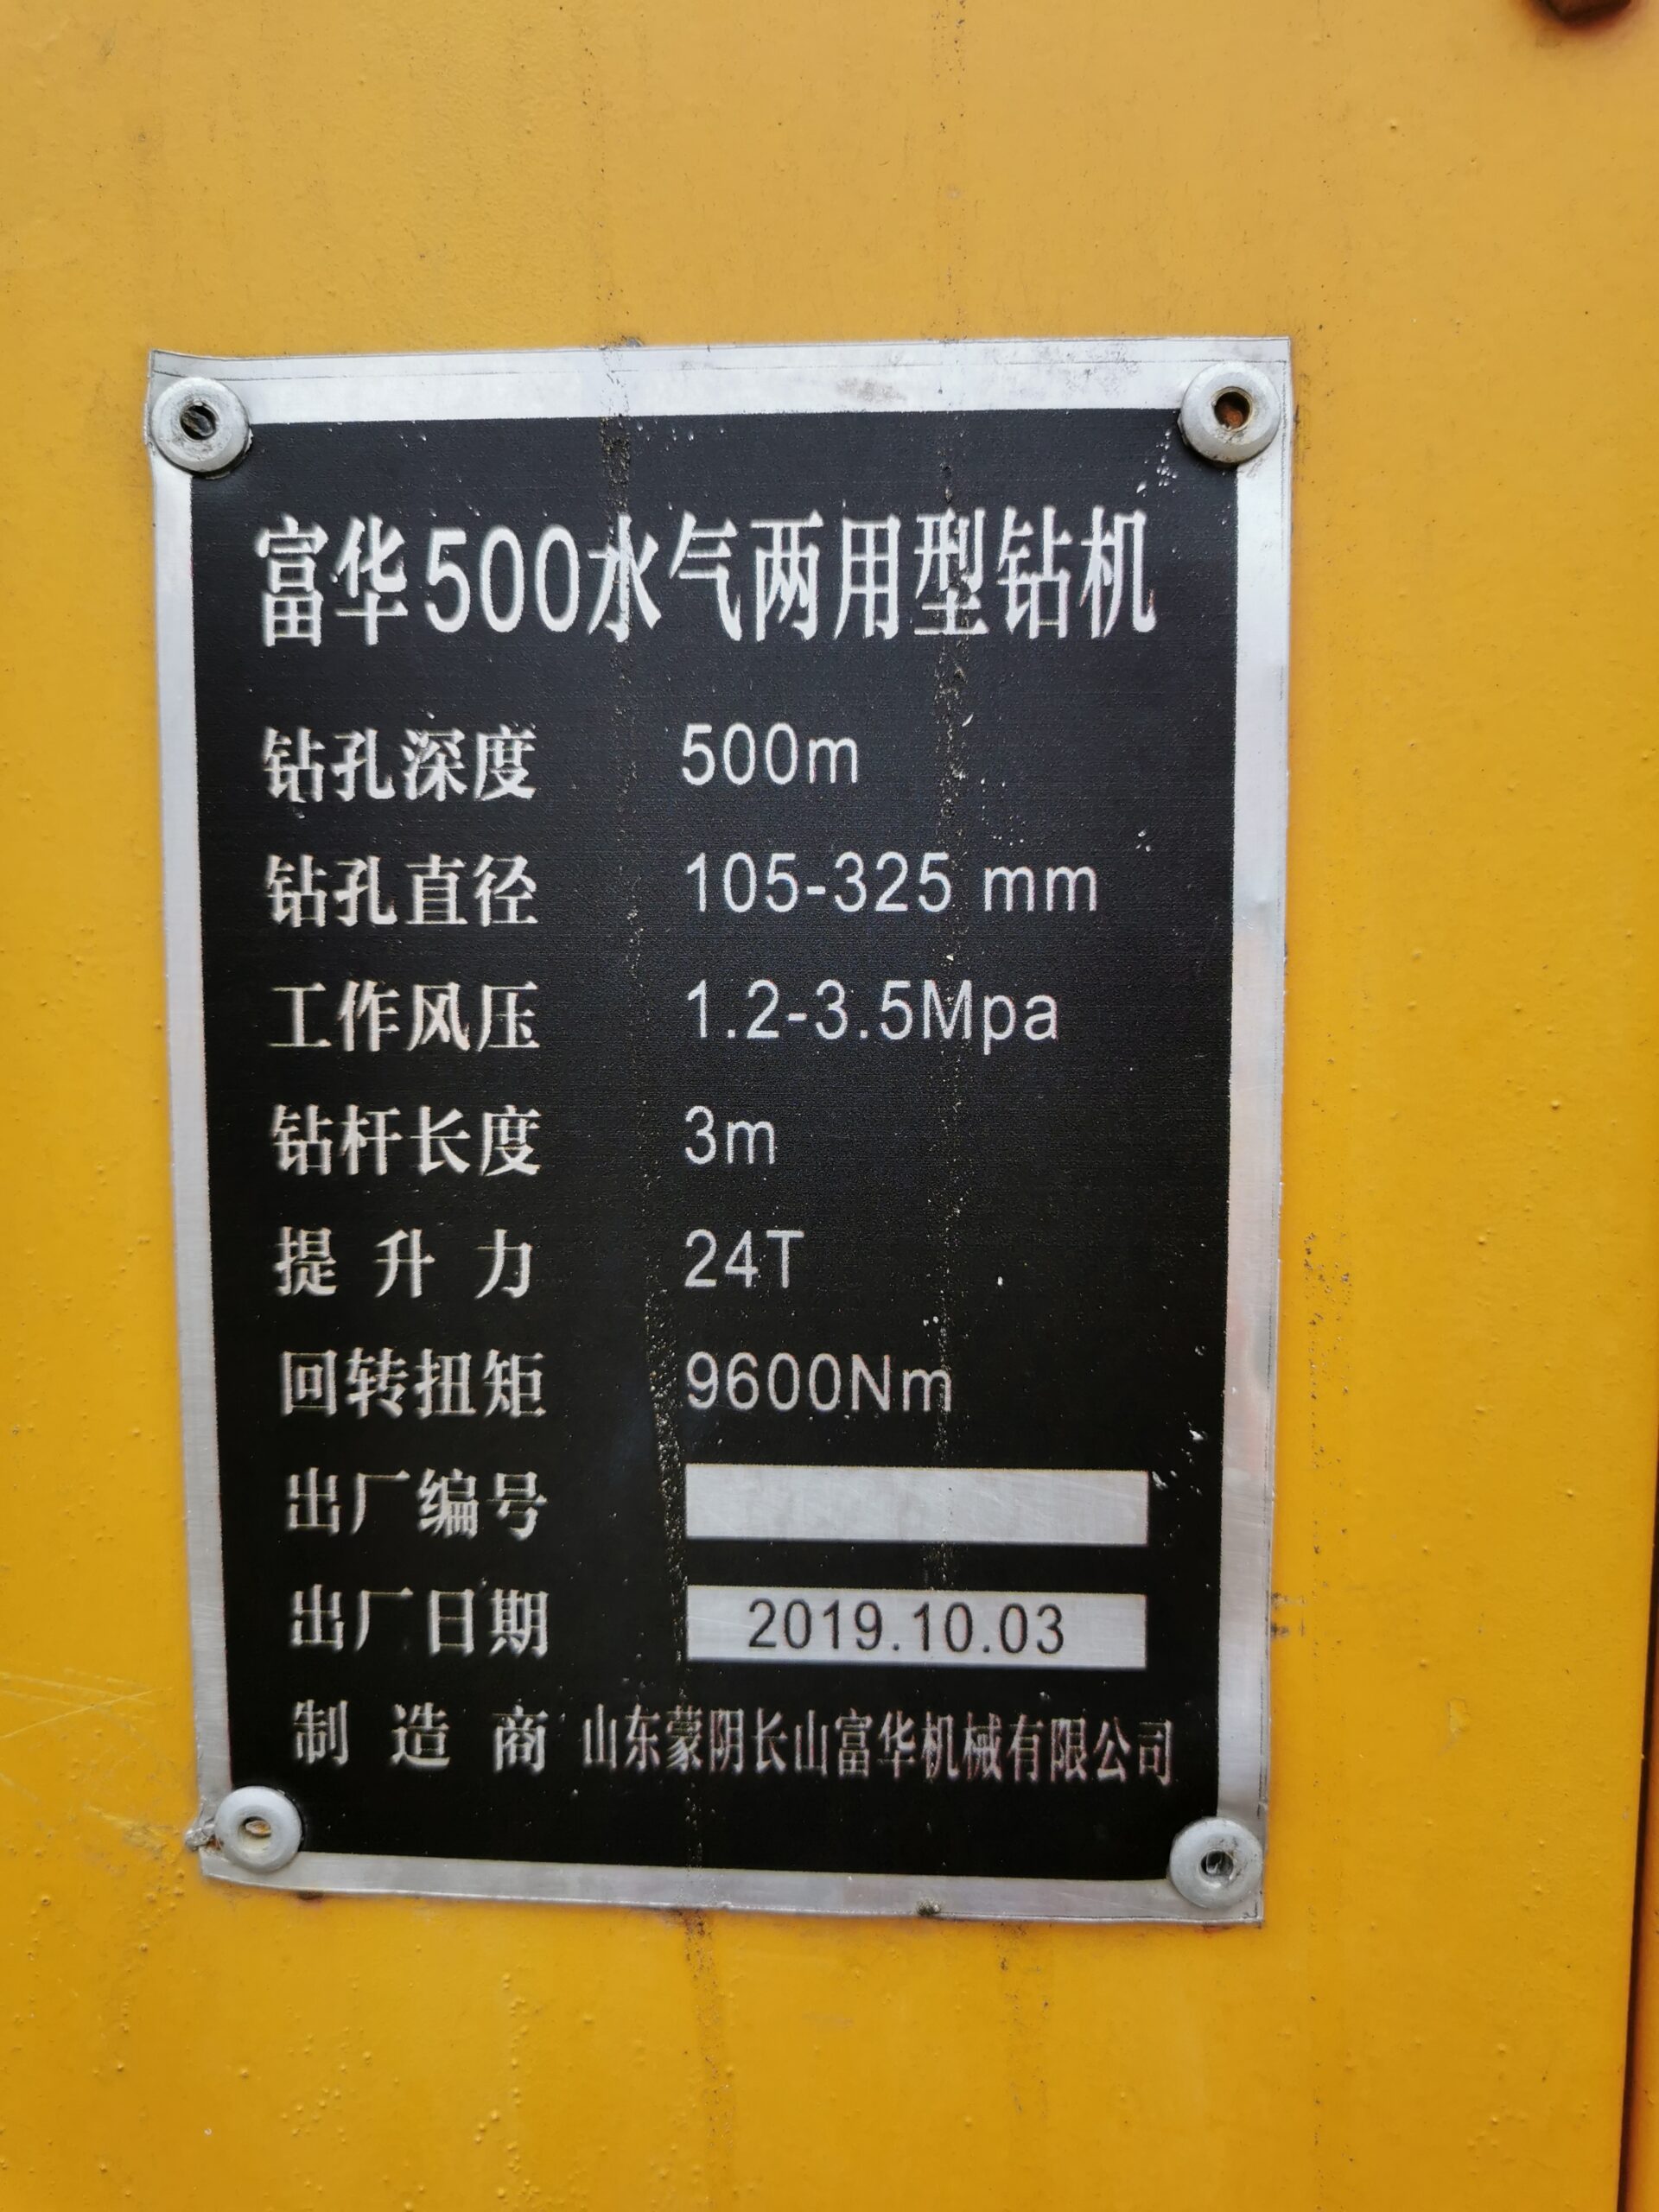 富华500水气两用型钻机
钻孔深度 500m
钻孔直径 105-325 mm
工作风压 1.2-3.5Mpa
钻杆长度 3m
提升力 24T
回转扭矩 9600Nm
出厂编号
出厂日期 2019.10.03
制造商 山东蒙阴长山富华机械有限公司